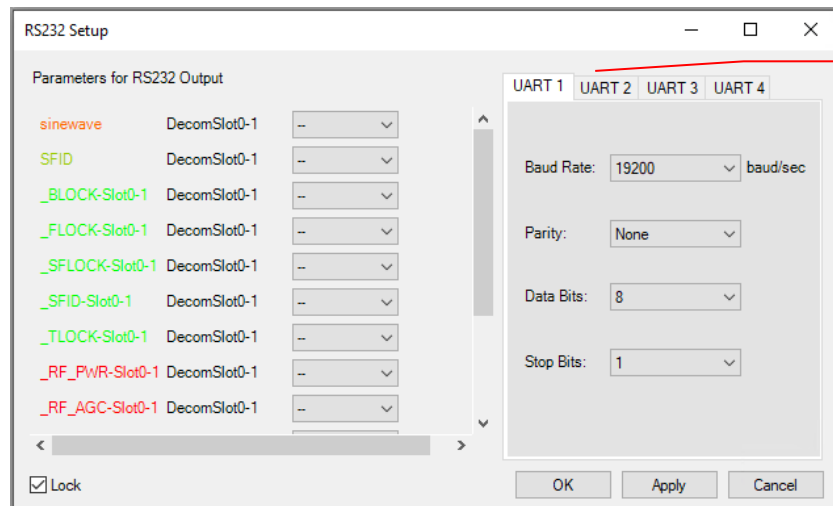 RS232 Setup
Parameters for RS232 Output
sinewave DecomSlot0-1 --
SFID DecomSlot0-1 --
_BLOCK-Slot0-1 DecomSlot0-1 --
_FLOCK-Slot0-1 DecomSlot0-1 --
_SFLOCK-Slot0-1 DecomSlot0-1 --
_SFID-Slot0-1 DecomSlot0-1 --
_TLOCK-Slot0-1 DecomSlot0-1 --
_RF_PWR-Slot0-1 DecomSlot0-1 --
_RF_AGC-Slot0-1 DecomSlot0-1 --
Lock
UART 1 UART 2 UART 3 UART 4
Baud Rate: 19200 baud/sec
Parity: None
Data Bits: 8
Stop Bits: 1
OK Apply Cancel